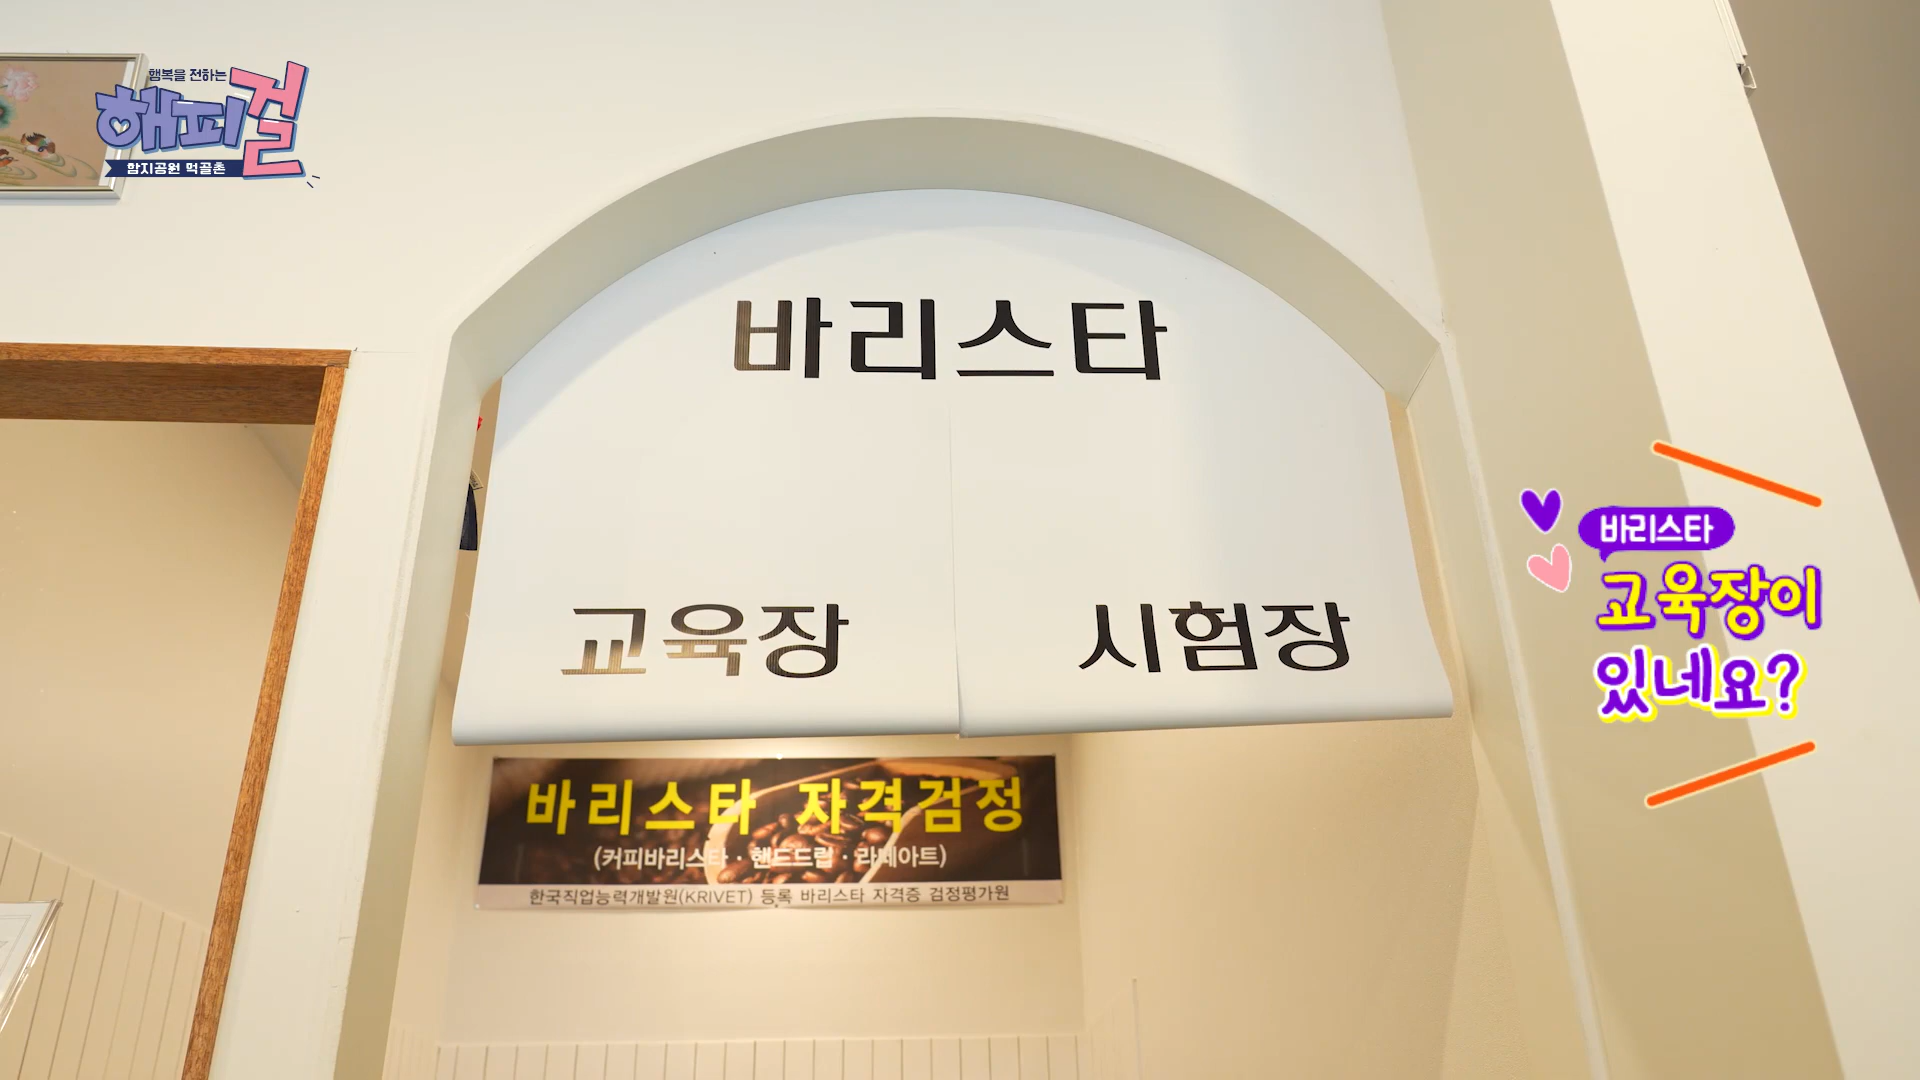 행복을 전하는
해피걸
함지공원 먹골촌
바리스타
교육장 시험장
바리스타
교육장이
있네요?
바리스타 자격검정
(커피바리스타 · 핸드드립 · 라떼아트)
한국직업능력개발원(KRIVET) 등록 바리스타 자격증 검정평가원